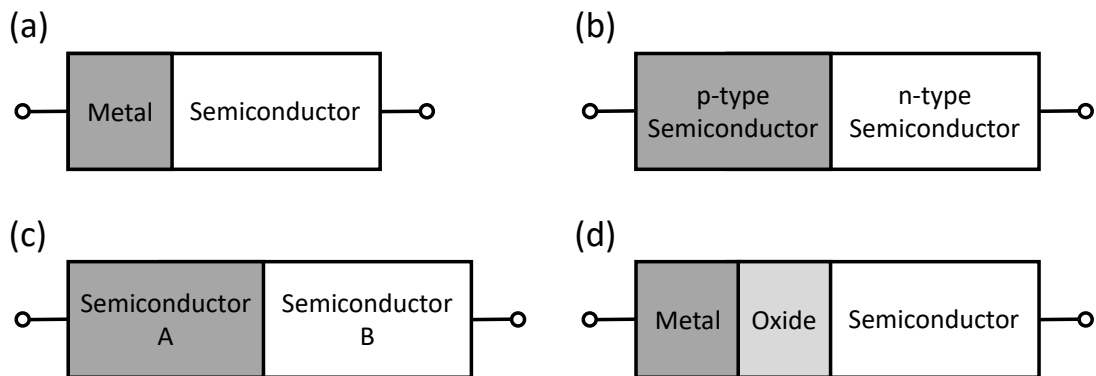 (a)
Metal
Semiconductor
(b)
p-type
Semiconductor
n-type
Semiconductor
(c)
Semiconductor
A
Semiconductor
B
(d)
Metal
Oxide
Semiconductor